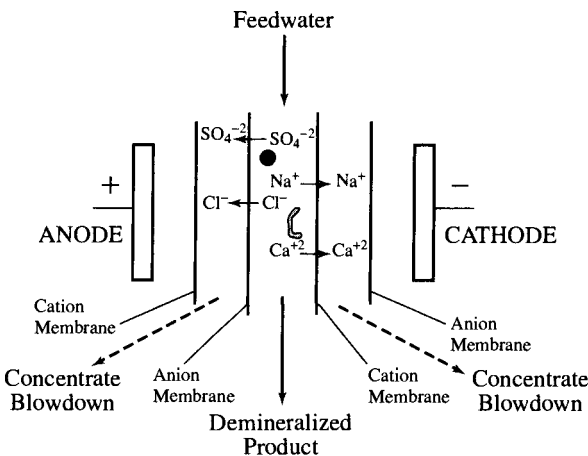 Feedwater
SO₄⁻² SO₄⁻²
Na⁺ Na⁺
+
−
Cl⁻ Cl⁻
ANODE
CATHODE
Ca⁺² Ca⁺²
Cation
Membrane
Anion
Membrane
Anion
Membrane
Cation
Membrane
Concentrate
Blowdown
Concentrate
Blowdown
Demineralized
Product